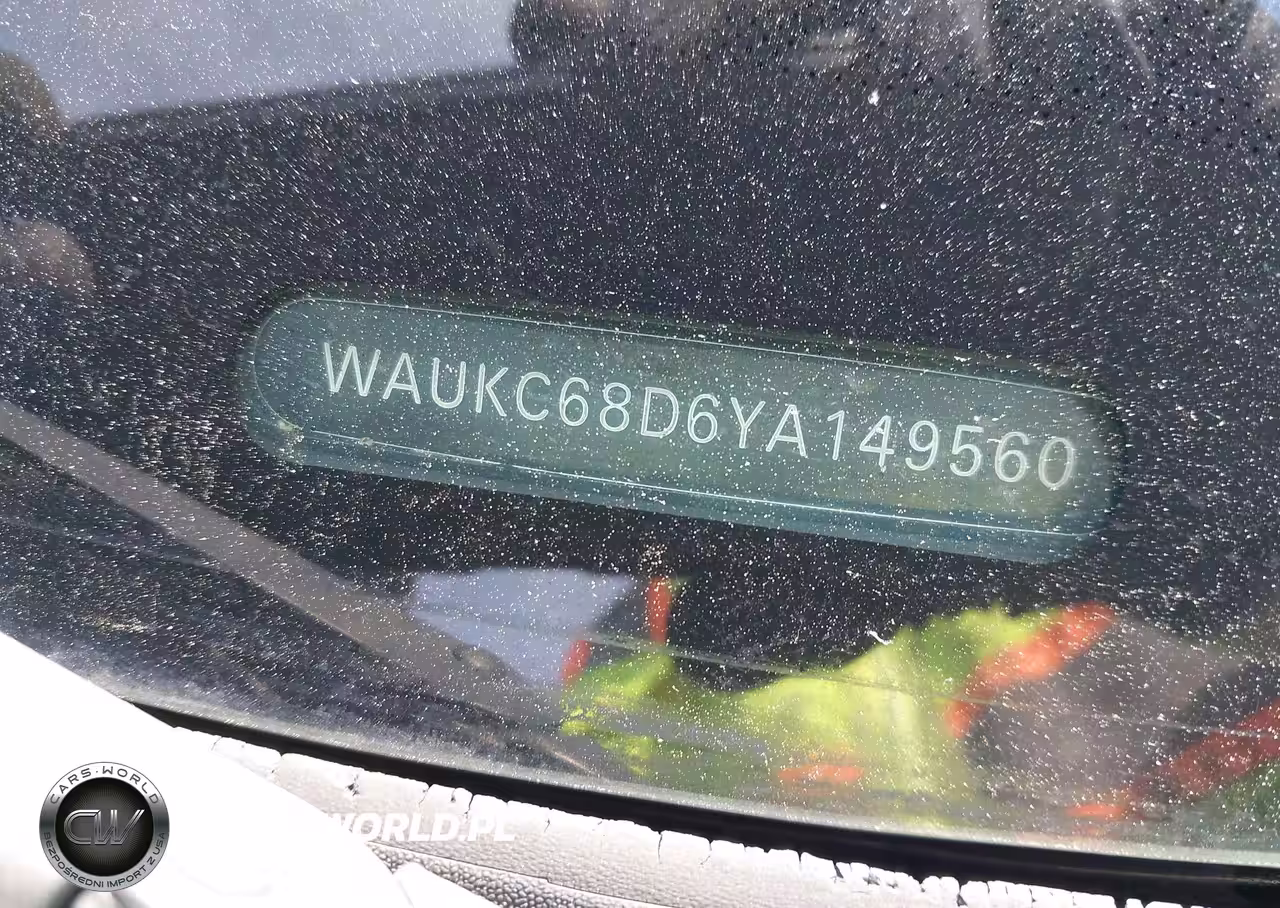 WAUKC68D6YA149560
CARS·WORLD
CW
BEZPOŚREDNI IMPORT Z USA
WORLD.PL